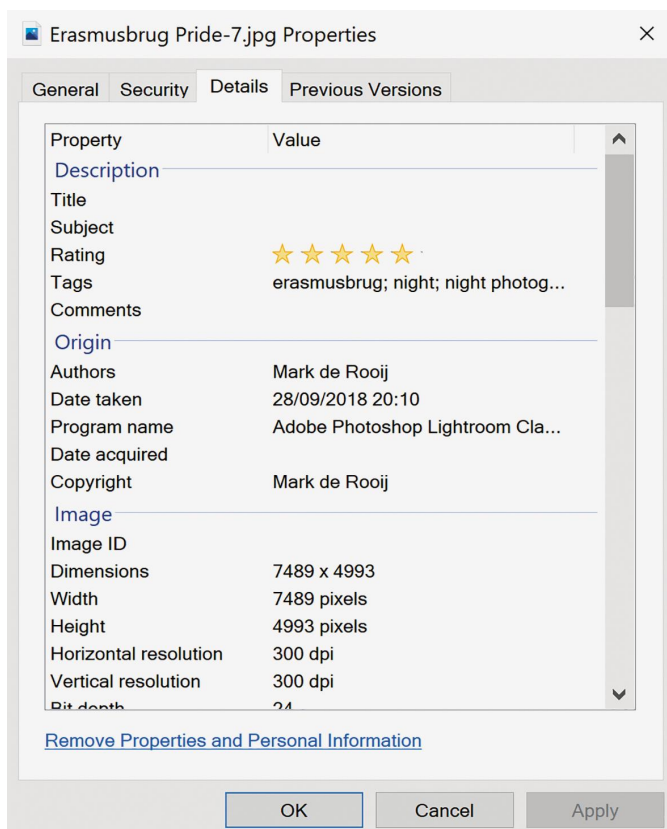 Erasmusbrug Pride-7.jpg Properties
General Security Details Previous Versions
Property Value
Description
Title
Subject
Rating
Tags erasmusbrug; night; night photog...
Comments
Origin
Authors Mark de Rooij
Date taken 28/09/2018 20:10
Program name Adobe Photoshop Lightroom Cla...
Date acquired
Copyright Mark de Rooij
Image
Image ID
Dimensions 7489 x 4993
Width 7489 pixels
Height 4993 pixels
Horizontal resolution 300 dpi
Vertical resolution 300 dpi
Bit depth 24
Remove Properties and Personal Information
OK Cancel Apply